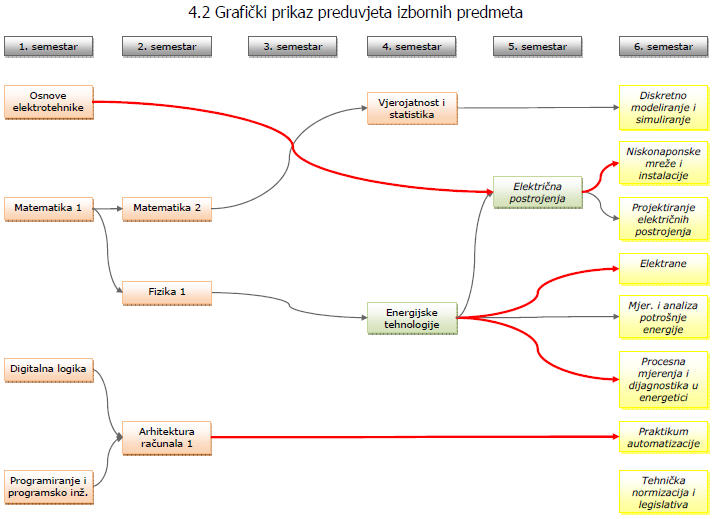 4.2 Grafički prikaz preduvjeta izbornih predmeta
1. semestar
2. semestar
3. semestar
4. semestar
5. semestar
6. semestar
Osnove
elektrotehnike
Vjerojatnost i
statistika
Diskretno
modeliranje i
simuliranje
Niskonaponske
mreže i
instalacije
Električna
postrojenja
Matematika 1
Matematika 2
Projektiranje
električnih
postrojenja
Elektrane
Fizika 1
Energijske
tehnologije
Mjer. i analiza
potrošnje
energije
Digitalna logika
Procesna
mjerenja i
dijagnostika u
energetici
Arhitektura
računala 1
Praktikum
automatizacije
Programiranje i
programsko inž.
Tehnička
normizacija i
legislativa